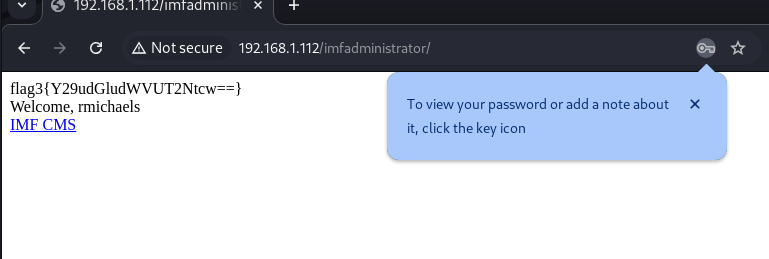 192.168.1.112/imfadminis
Not secure
192.168.1.112/imfadministrator/
flag3{Y29udGludWVUT2Ntcw==}
Welcome, rmichaels
IMF CMS
To view your password or add a note about
it, click the key icon